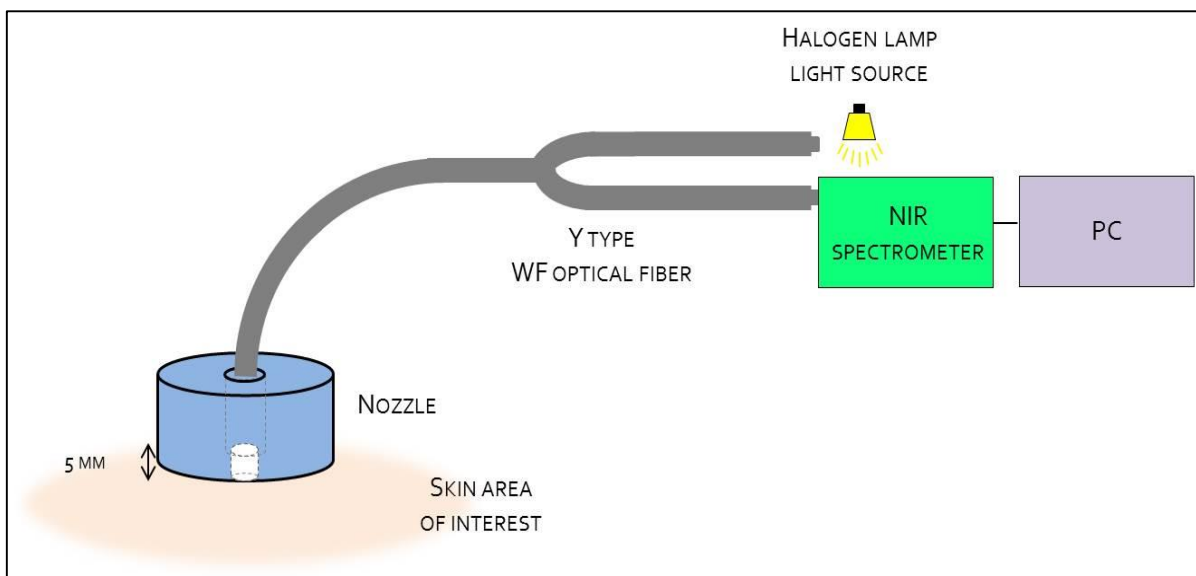 HALOGEN LAMP
LIGHT SOURCE
NIR
SPECTROMETER
PC
Y TYPE
WF OPTICAL FIBER
NOZZLE
5 MM
SKIN AREA
OF INTEREST